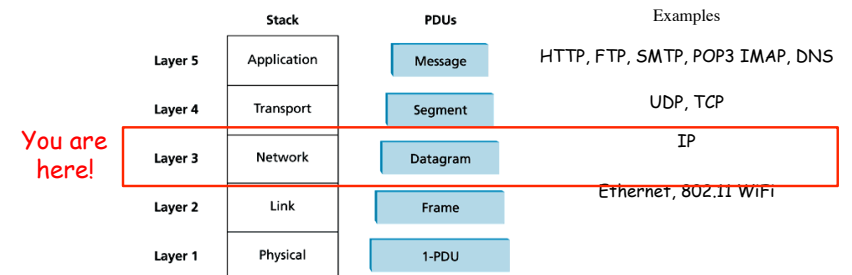 Stack PDUs Examples
Layer 5 Application Message HTTP, FTP, SMTP, POP3 IMAP, DNS
Layer 4 Transport Segment UDP, TCP
You are
here!
Layer 3 Network Datagram IP
Layer 2 Link Frame Ethernet, 802.11 WiFi
Layer 1 Physical 1-PDU